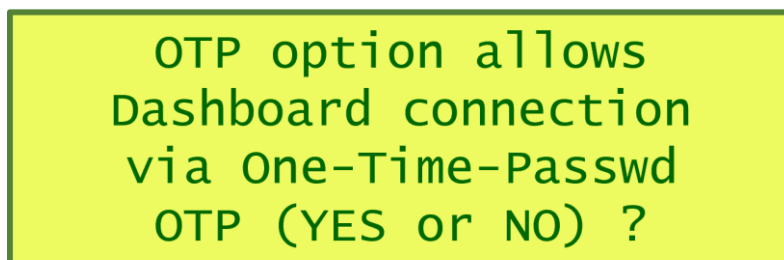 OTP option allows
Dashboard connection
via One-Time-Passwd
OTP (YES or NO) ?